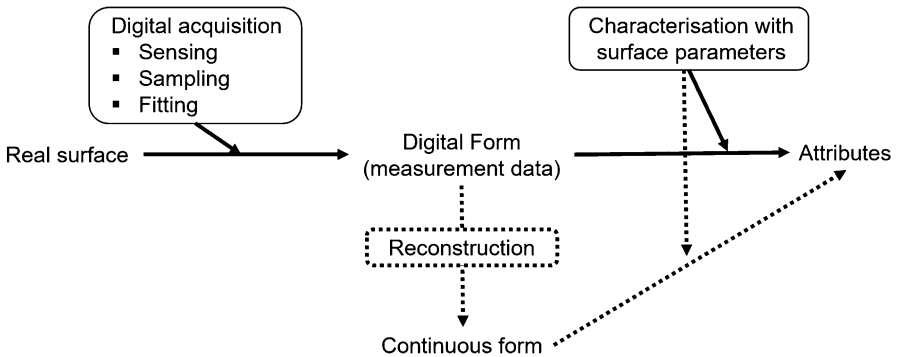 Digital acquisition
▪ Sensing
▪ Sampling
▪ Fitting
Characterisation with
surface parameters
Real surface
Digital Form
(measurement data)
Attributes
Reconstruction
Continuous form